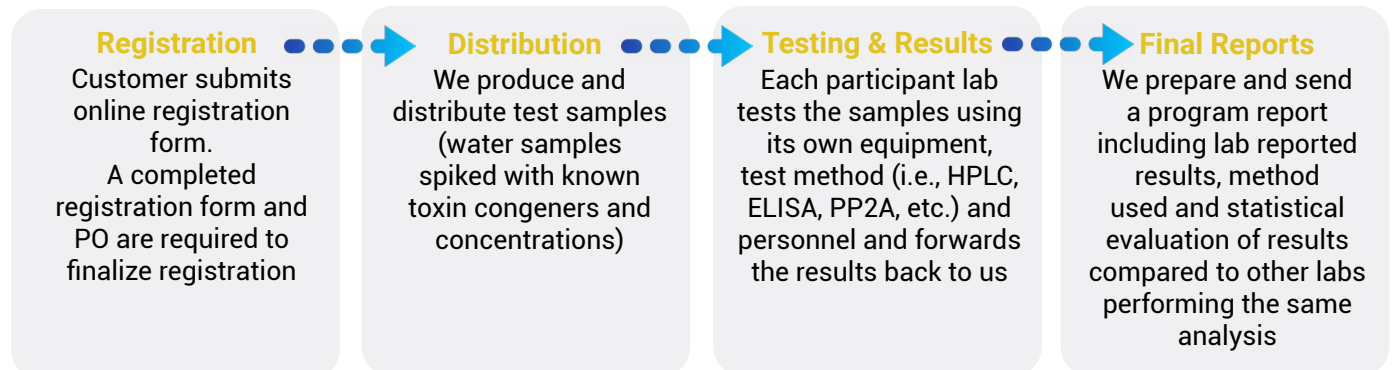 Registration
Customer submits
online registration
form.
A completed
registration form and
PO are required to
finalize registration
Distribution
We produce and
distribute test samples
(water samples
spiked with known
toxin congeners and
concentrations)
Testing & Results
Each participant lab
tests the samples using
its own equipment,
test method (i.e., HPLC,
ELISA, PP2A, etc.) and
personnel and forwards
the results back to us
Final Reports
We prepare and send
a program report
including lab reported
results, method
used and statistical
evaluation of results
compared to other labs
performing the same
analysis